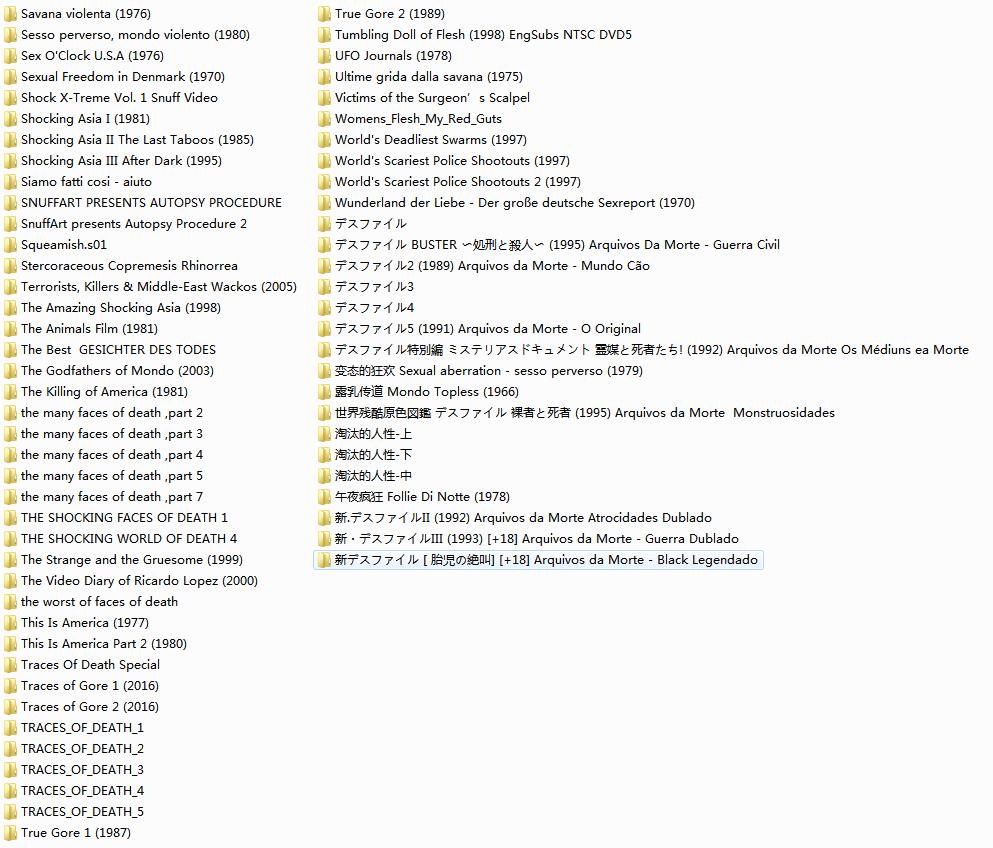 Savana violenta (1976)
Sesso perverso, mondo violento (1980)
Sex O'Clock U.S.A (1976)
Sexual Freedom in Denmark (1970)
Shock X-Treme Vol. 1 Snuff Video
Shocking Asia I (1981)
Shocking Asia II The Last Taboos (1985)
Shocking Asia III After Dark (1995)
Siamo fatti cosi - aiuto
SNUFFART PRESENTS AUTOPSY PROCEDURE
SnuffArt presents Autopsy Procedure 2
Squeamish.s01
Stercoraceous Copremesis Rhinorrea
Terrorists, Killers & Middle-East Wackos (2005)
The Amazing Shocking Asia (1998)
The Animals Film (1981)
The Best  GESICHTER DES TODES
The Godfathers of Mondo (2003)
The Killing of America (1981)
the many faces of death ,part 2
the many faces of death ,part 3
the many faces of death ,part 4
the many faces of death ,part 5
the many faces of death ,part 7
THE SHOCKING FACES OF DEATH 1
THE SHOCKING WORLD OF DEATH 4
The Strange and the Gruesome (1999)
The Video Diary of Ricardo Lopez (2000)
the worst of faces of death
This Is America (1977)
This Is America Part 2 (1980)
Traces Of Death Special
Traces of Gore 1 (2016)
Traces of Gore 2 (2016)
TRACES_OF_DEATH_1
TRACES_OF_DEATH_2
TRACES_OF_DEATH_3
TRACES_OF_DEATH_4
TRACES_OF_DEATH_5
True Gore 1 (1987)
True Gore 2 (1989)
Tumbling Doll of Flesh (1998) EngSubs NTSC DVD5
UFO Journals (1978)
Ultime grida dalla savana (1975)
Victims of the Surgeon’s Scalpel
Womens_Flesh_My_Red_Guts
World's Deadliest Swarms (1997)
World's Scariest Police Shootouts (1997)
World's Scariest Police Shootouts 2 (1997)
Wunderland der Liebe - Der große deutsche Sexreport (1970)
デスファイル
デスファイル BUSTER ～処刑と殺人～ (1995) Arquivos Da Morte - Guerra Civil
デスファイル2 (1989) Arquivos da Morte - Mundo Cão
デスファイル3
デスファイル4
デスファイル5 (1991) Arquivos da Morte - O Original
デスファイル特別編 ミステリアスドキュメント 霊媒と死者たち! (1992) Arquivos da Morte Os Médiuns ea Morte
变态的狂欢 Sexual aberration - sesso perverso (1979)
露乳传道 Mondo Topless (1966)
世界残酷原色図鑑 デスファイル 裸者と死者 (1995) Arquivos da Morte  Monstruosidades
淘汰的人性-上
淘汰的人性-下
淘汰的人性-中
午夜疯狂 Follie Di Notte (1978)
新.デスファイルII (1992) Arquivos da Morte Atrocidades Dublado
新・デスファイルIII (1993) [+18] Arquivos da Morte - Guerra Dublado
新デスファイル [ 胎児の絶叫] [+18] Arquivos da Morte - Black Legendado